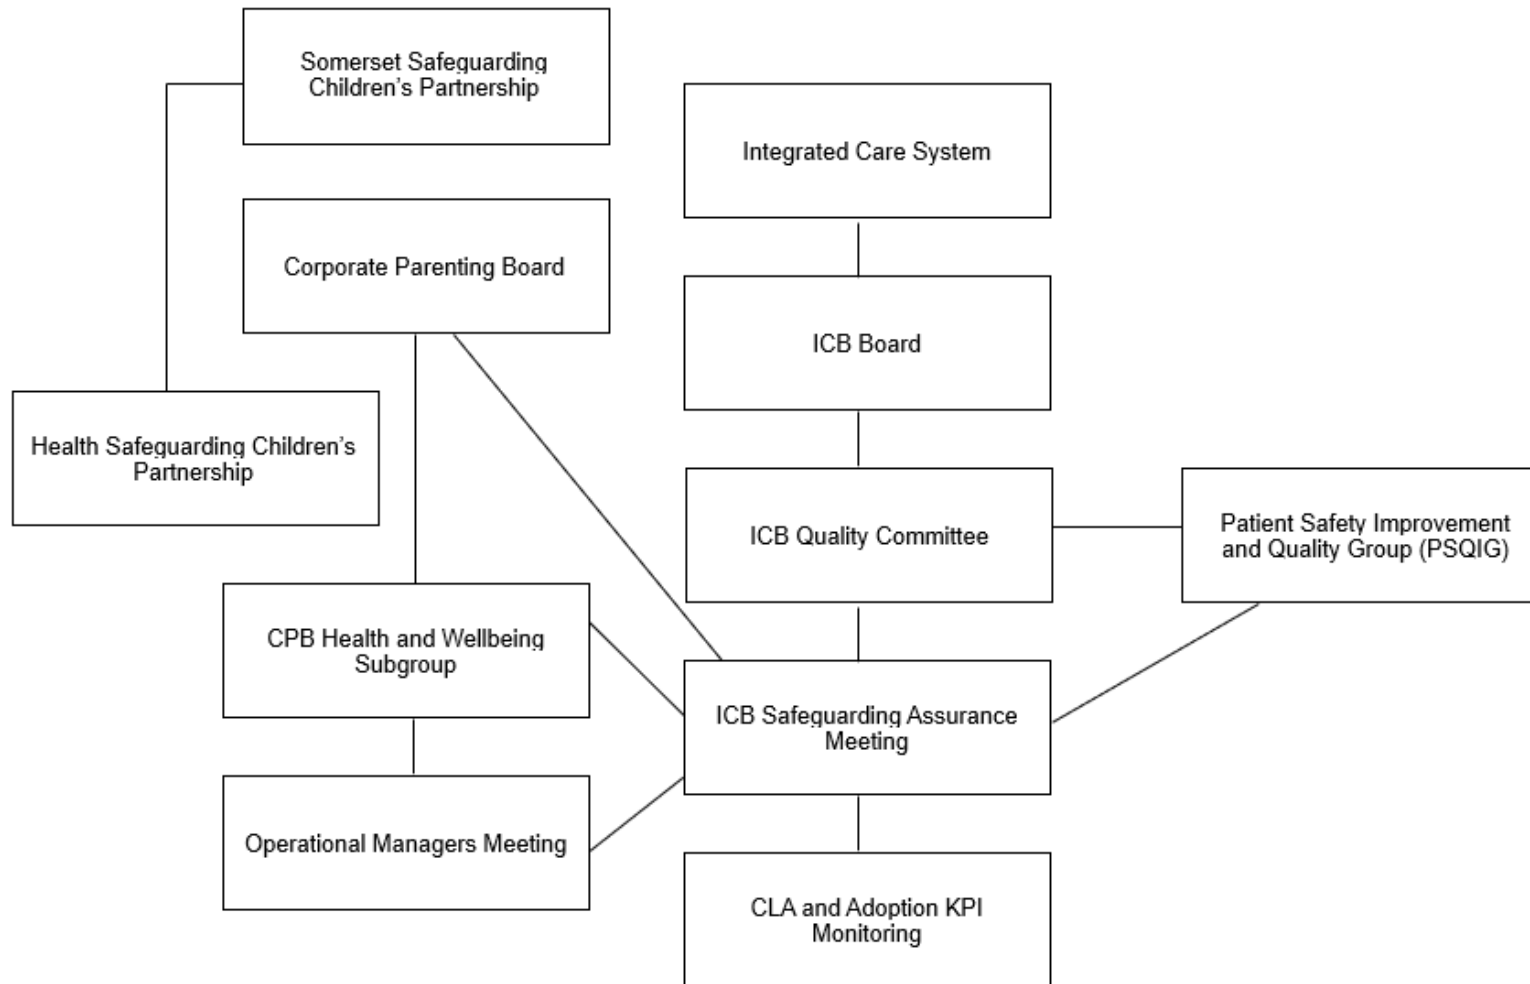 Somerset Safeguarding
Children’s Partnership
Integrated Care System
Corporate Parenting Board
ICB Board
Health Safeguarding Children’s
Partnership
ICB Quality Committee
Patient Safety Improvement
and Quality Group (PSQIG)
CPB Health and Wellbeing
Subgroup
ICB Safeguarding Assurance
Meeting
Operational Managers Meeting
CLA and Adoption KPI
Monitoring